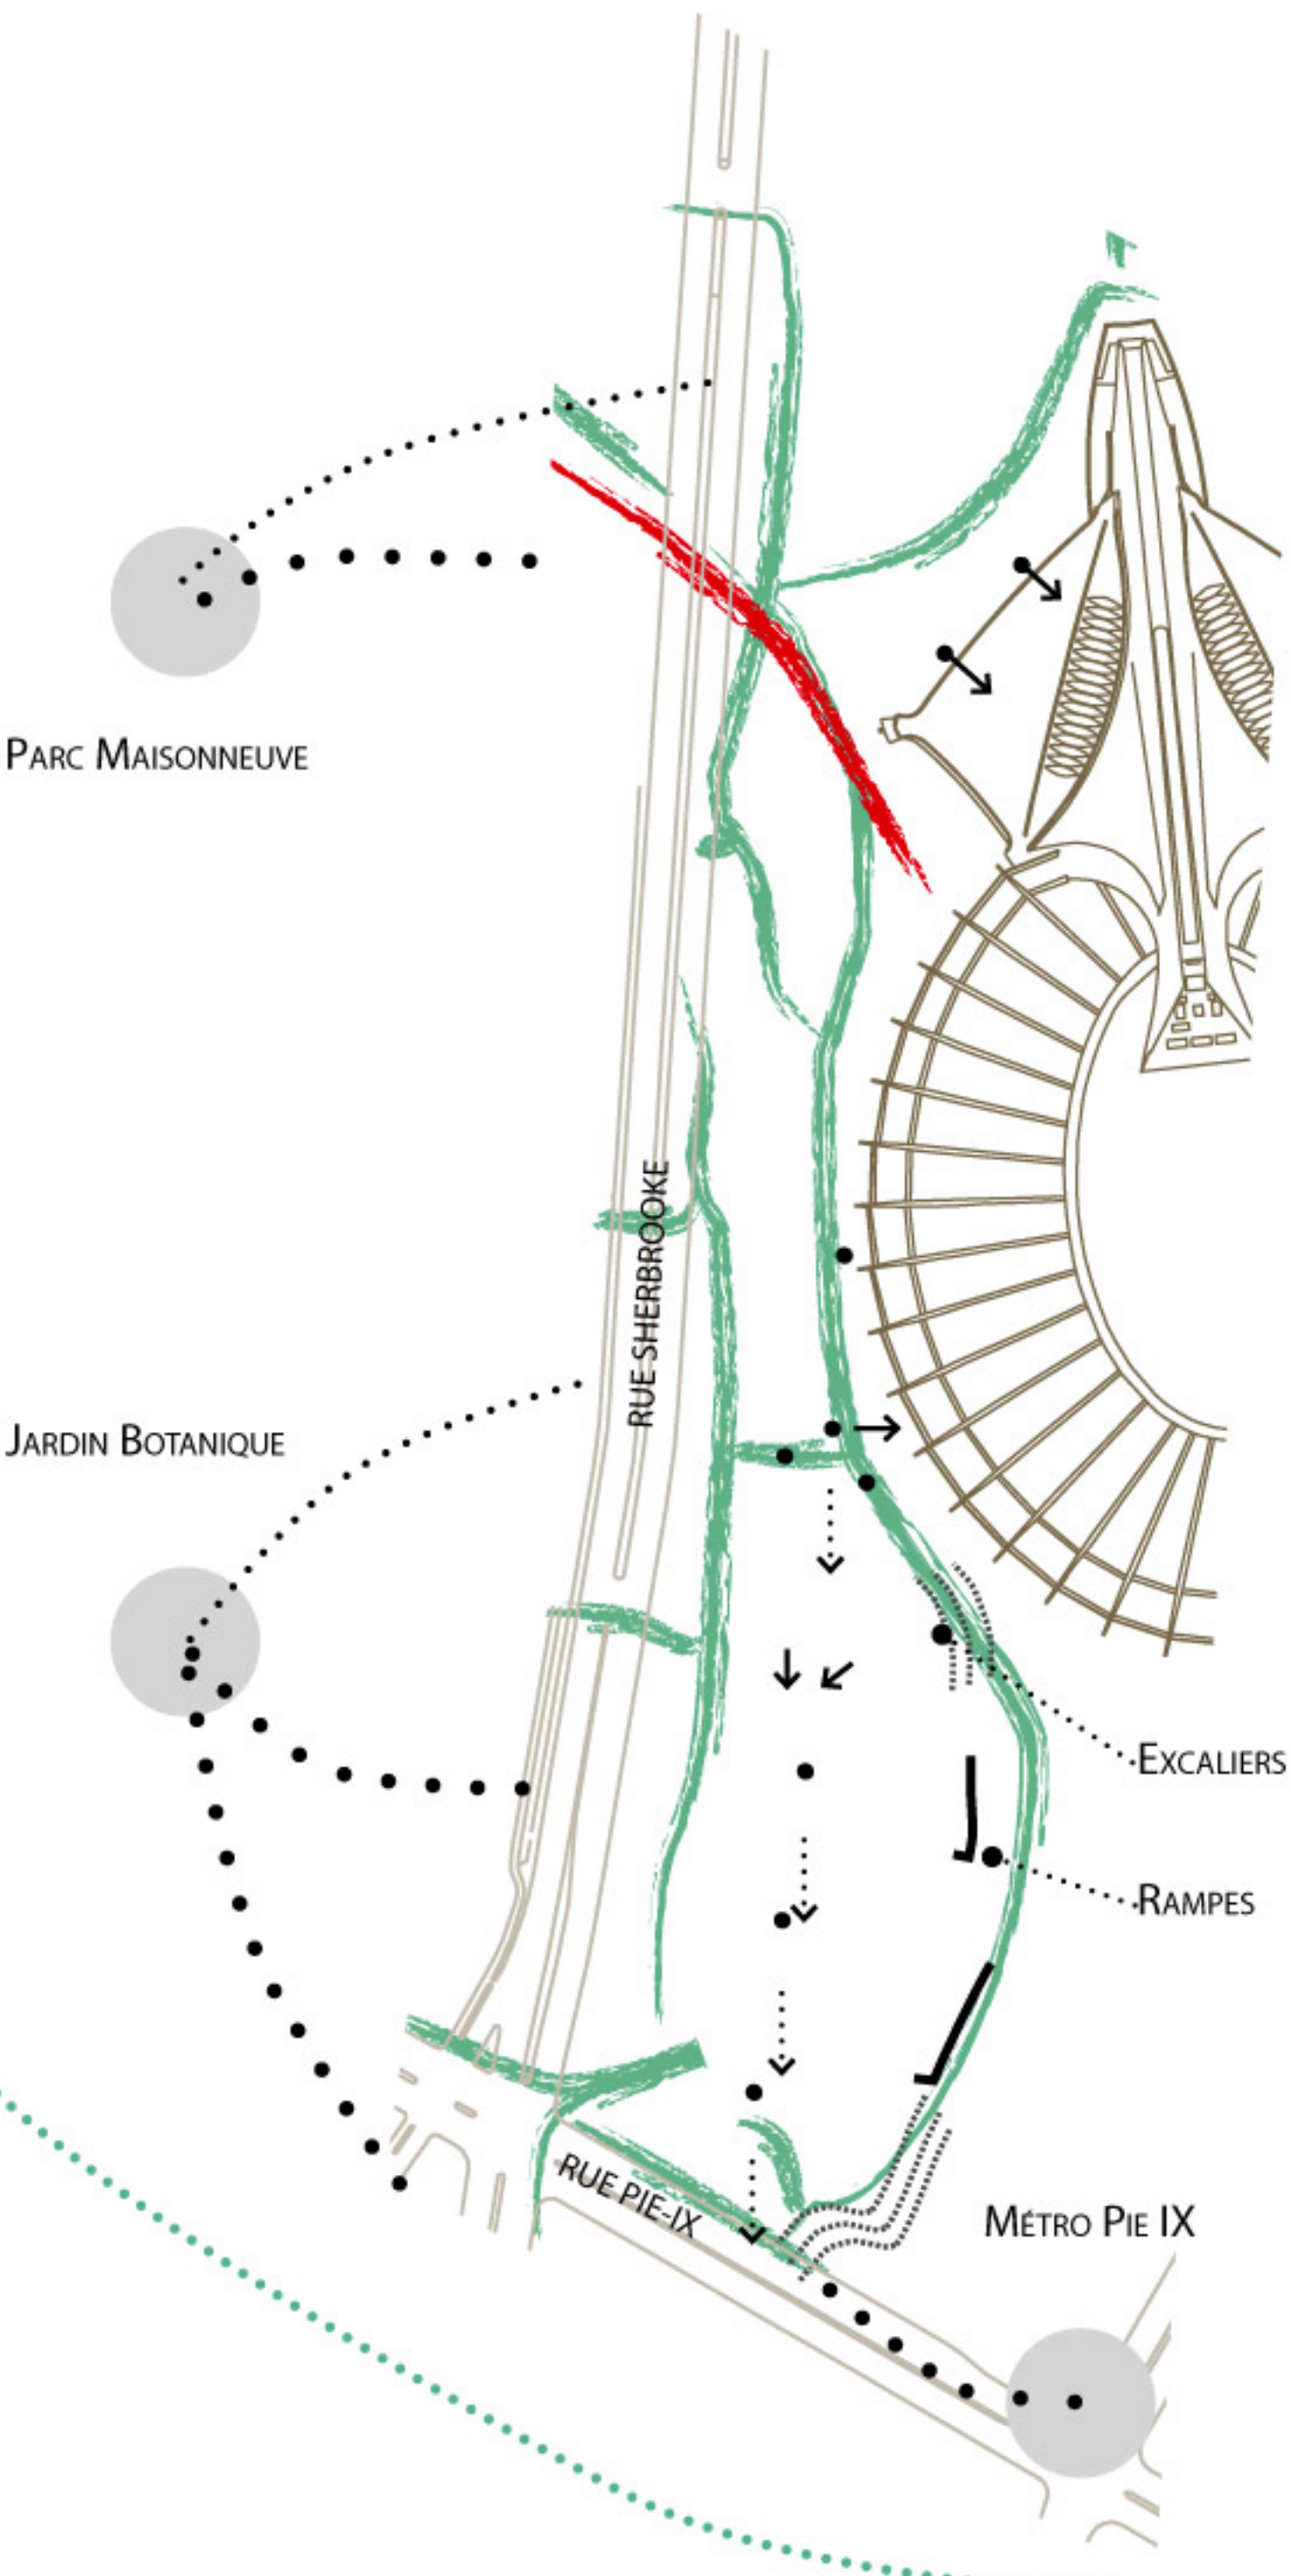 Parc Maisonneuve
RUE SHERBROOKE
Jardin Botanique
Excaliers
Rampes
RUE PIE-IX
Métro Pie IX